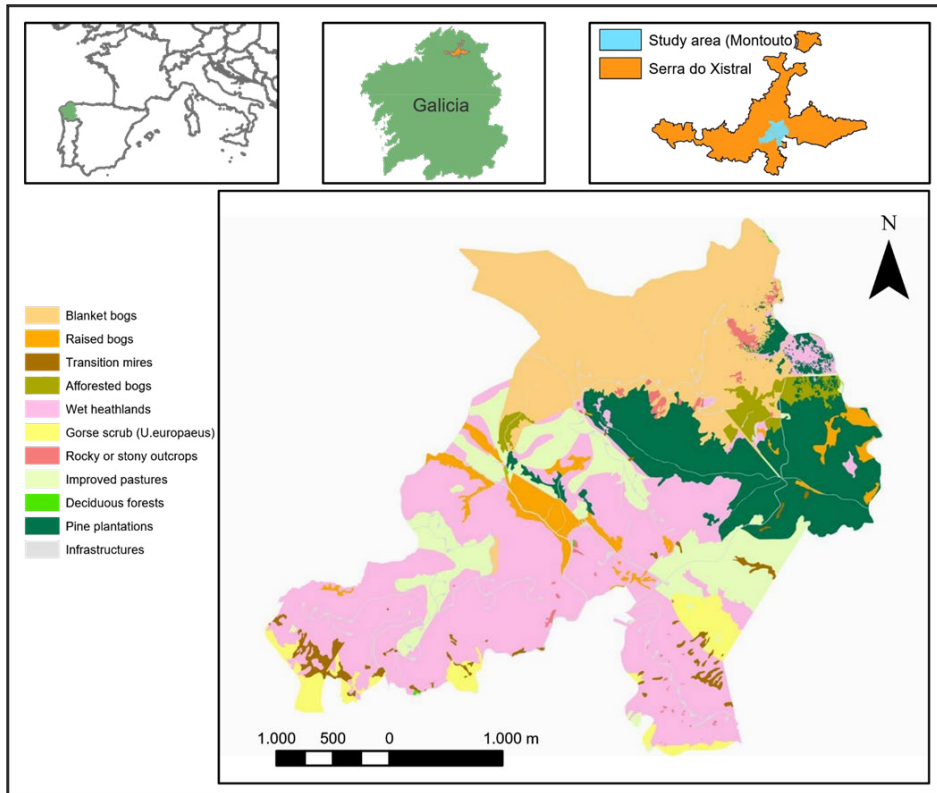 Galicia
Study area (Montouto)
Serra do Xistral
N
Blanket bogs
Raised bogs
Transition mires
Afforested bogs
Wet heathlands
Gorse scrub (U.europaeus)
Rocky or stony outcrops
Improved pastures
Deciduous forests
Pine plantations
Infrastructures
1.000 500 0 1.000 m